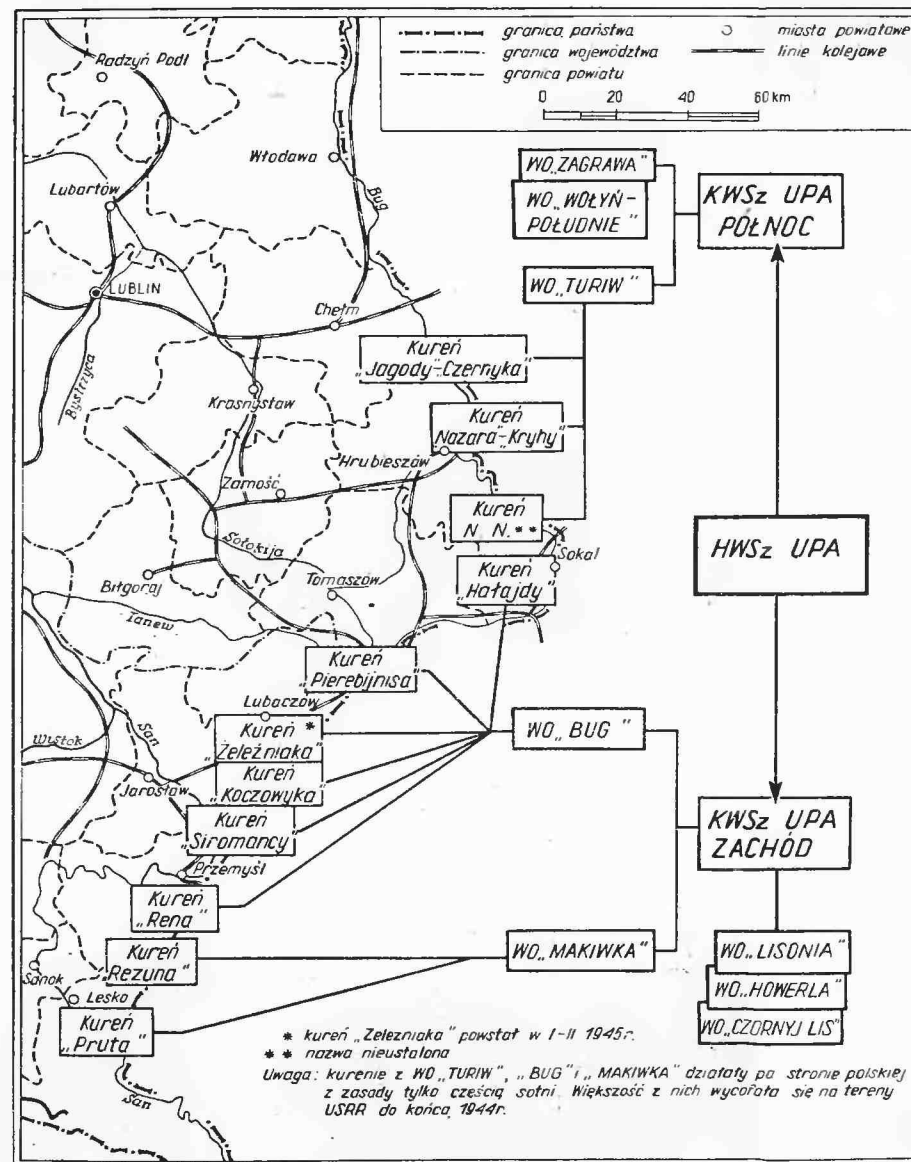 granica państwa
granica województwa
granica powiatu
miasta powiatowe
linie kolejowe
0 20 40 60 km
Radzyń Podl
Włodawa
Bug
Lubartów
LUBLIN
Chełm
Bystrzyca
Krasnystaw
Hrubieszów
Zamość
Sołokija
Sokal
Tomaszów
Biłgoraj
Tanew
Lubaczów
San
Wisłok
Jarosław
Przemyśl
Sanok
Lesko
San
WO„ZAGRAWA"
WO„WOŁYŃ-
POŁUDNIE"
KWSz UPA
PÓŁNOC
WO„TURIW"
Kureń
„Jagody"-„Czernyka"
Kureń
Nazara"-„Kryhy"
Kureń
N. N.**
Kureń
„Hałajdy"
HWSz UPA
Kureń
„Pierebijnisa"
Kureń *
„Żeleźniaka"
Kureń
„Koczowyka"
Kureń
„Siromancy"
WO„BUG"
KWSz UPA
ZACHÓD
Kureń
„Rena"
Kureń
Rezuna"
Kureń
„Pruta"
WO„MAKIWKA"
WO„LISONIA"
WO„HOWERLA"
WO„CZORNYJ LIS"
* kureń „Zelezniaka" powstał w I-II 1945r.
** nazwa nieustalona
Uwaga: kurenie z WO„TURIW", „BUG" i „MAKIWKA" działały po stronie polskiej
z zasady tylko częścią sotni. Większość z nich wycofała się na tereny
USRR do końca 1944r.